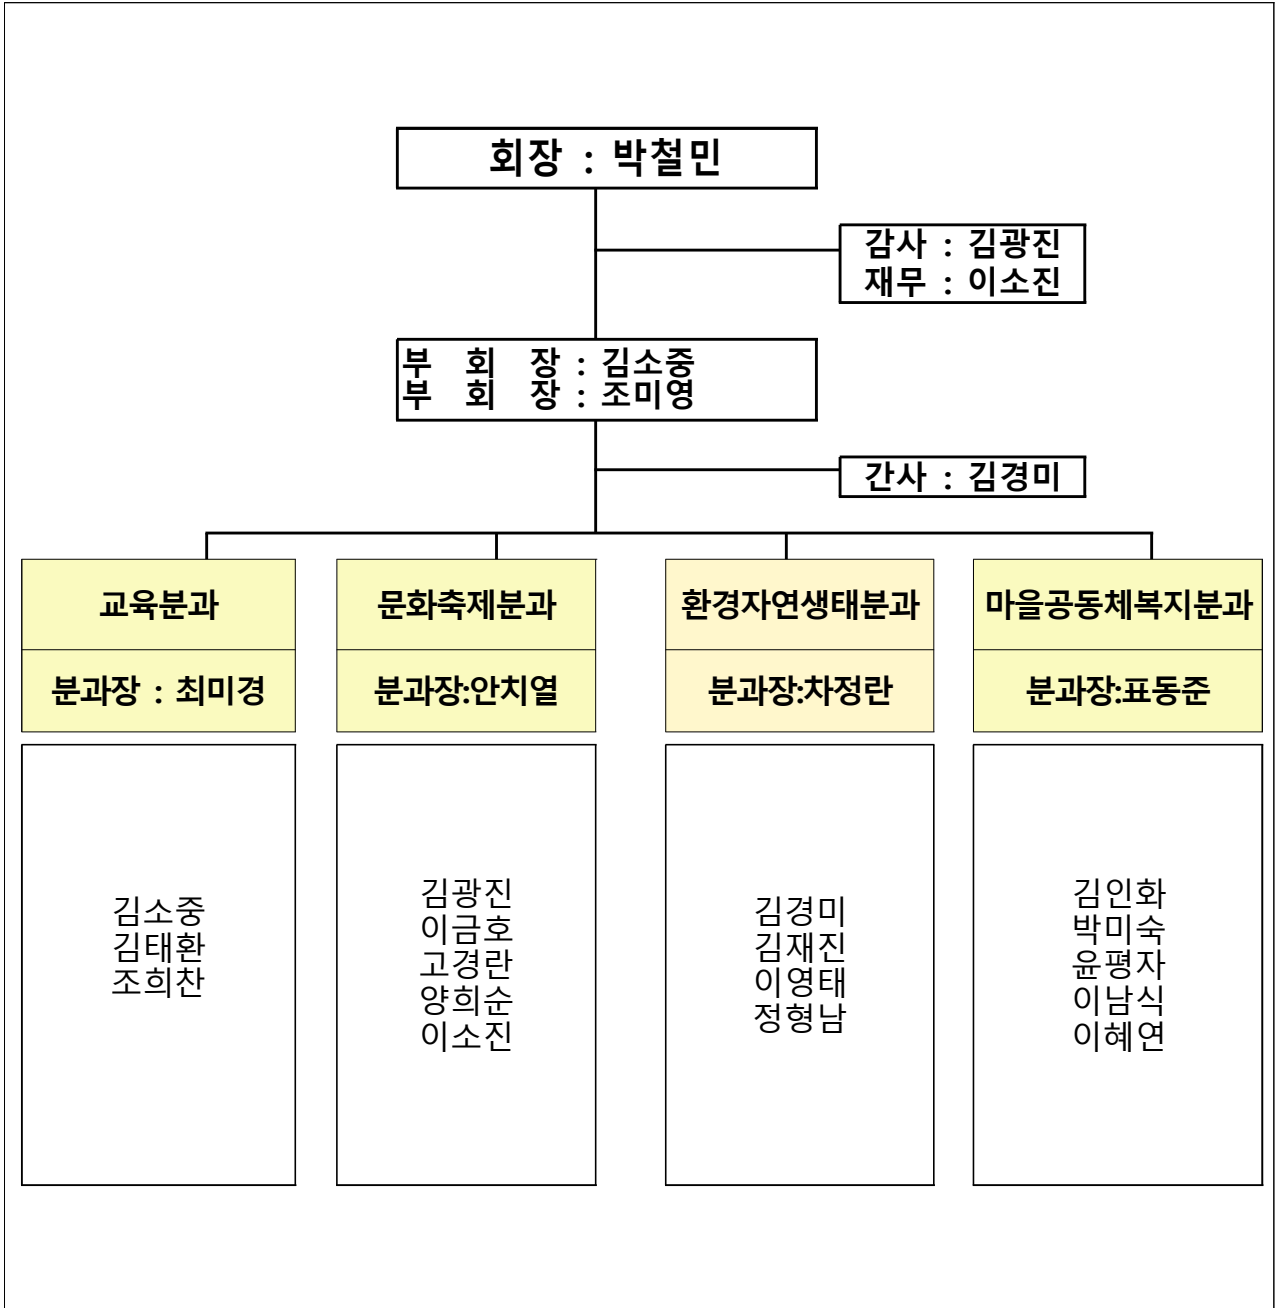 회장 : 박철민
감사 : 김광진
재무 : 이소진
부 회 장 : 김소중
부 회 장 : 조미영
간사 : 김경미
교육분과
분과장 : 최미경
김소중
김태환
조희찬
문화축제분과
분과장:안치열
김광진
이금호
고경란
양희순
이소진
환경자연생태분과
분과장:차정란
김경미
김재진
이영태
정형남
마을공동체복지분과
분과장:표동준
김인화
박미숙
윤평자
이남식
이혜연